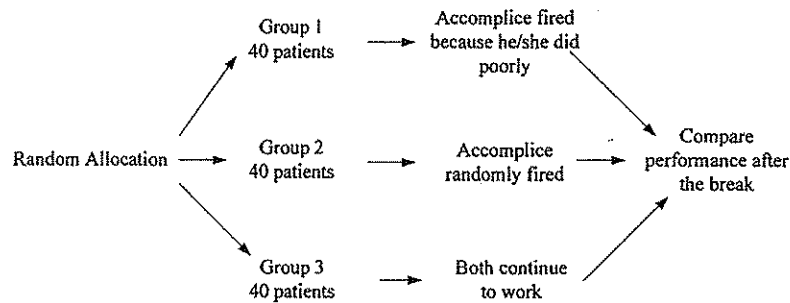 Group 1
40 patients
Accomplice fired
because he/she did
poorly
Random Allocation
Group 2
40 patients
Accomplice
randomly fired
Compare
performance after
the break
Group 3
40 patients
Both continue
to work